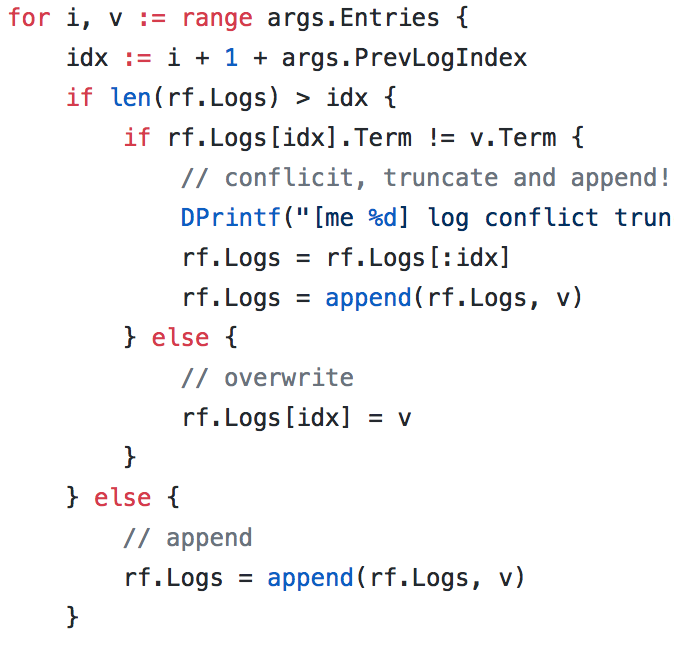 for i, v := range args.Entries {
    idx := i + 1 + args.PrevLogIndex
    if len(rf.Logs) > idx {
        if rf.Logs[idx].Term != v.Term {
            // conflicit, truncate and append!
            DPrintf("[me %d] log conflict trun
            rf.Logs = rf.Logs[:idx]
            rf.Logs = append(rf.Logs, v)
        } else {
            // overwrite
            rf.Logs[idx] = v
        }
    } else {
        // append
        rf.Logs = append(rf.Logs, v)
    }